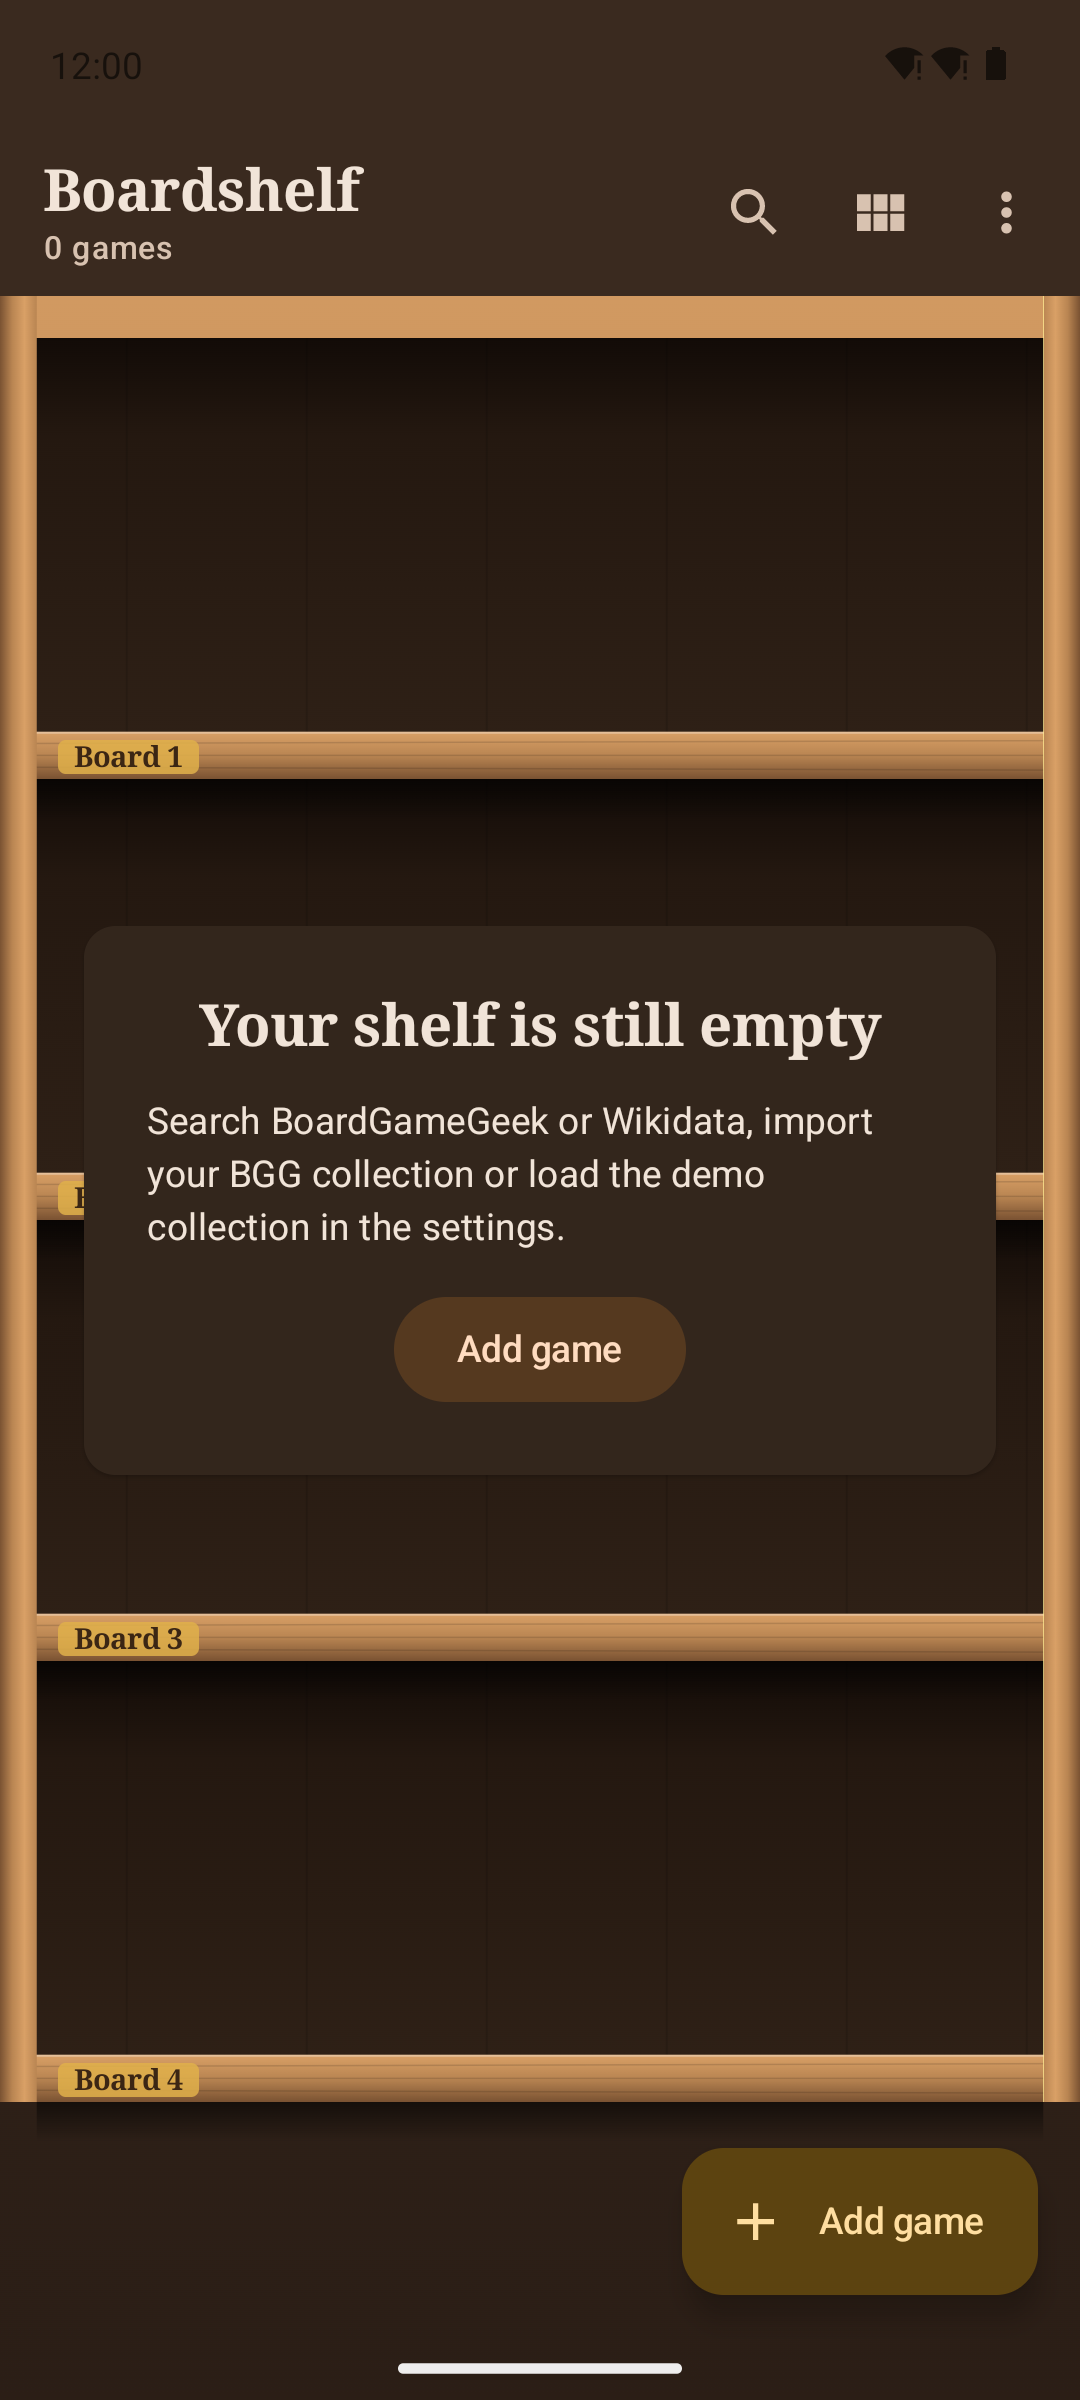 12:00
Boardshelf
0 games
Board 1
Your shelf is still empty
Search BoardGameGeek or Wikidata, import
your BGG collection or load the demo
collection in the settings.
Add game
Board 3
Board 4
Add game